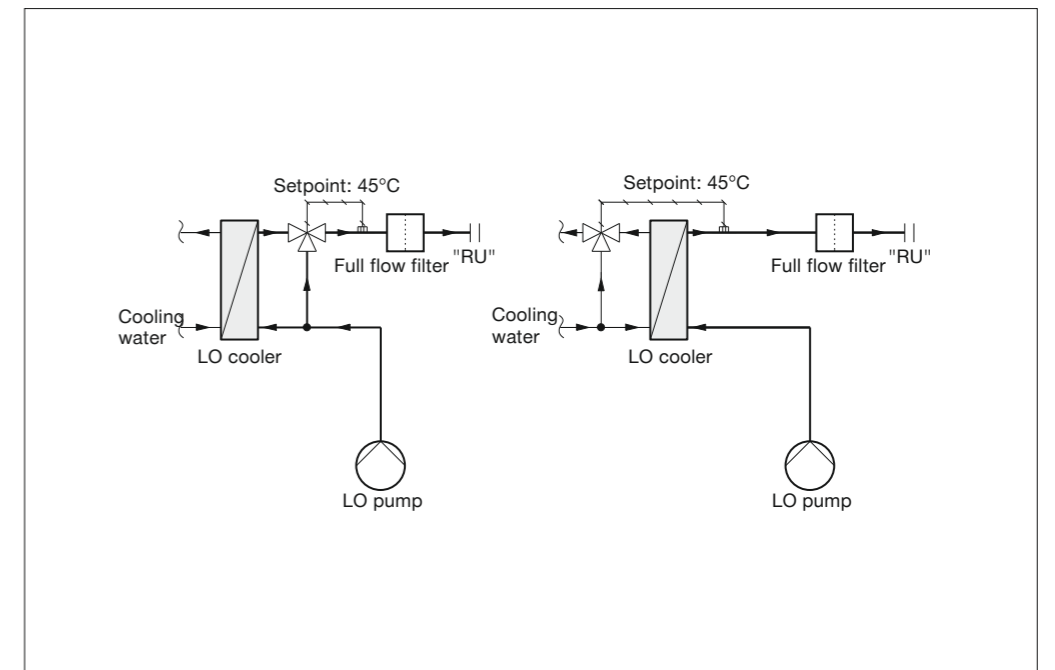 Setpoint: 45°C
Full flow filter
"RU"
Cooling
water
LO cooler
LO pump
Setpoint: 45°C
Full flow filter
"RU"
Cooling
water
LO cooler
LO pump